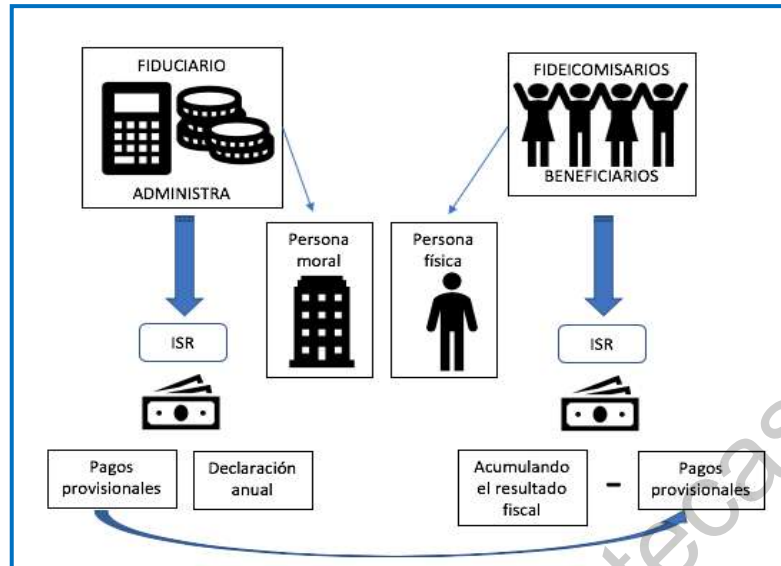 FIDUCIARIO
ADMINISTRA
FIDEICOMISARIOS
BENEFICIARIOS
Persona
moral
Persona
física
ISR
ISR
Pagos
provisionales
Declaración
anual
Acumulando
el resultado
fiscal
-
Pagos
provisionales